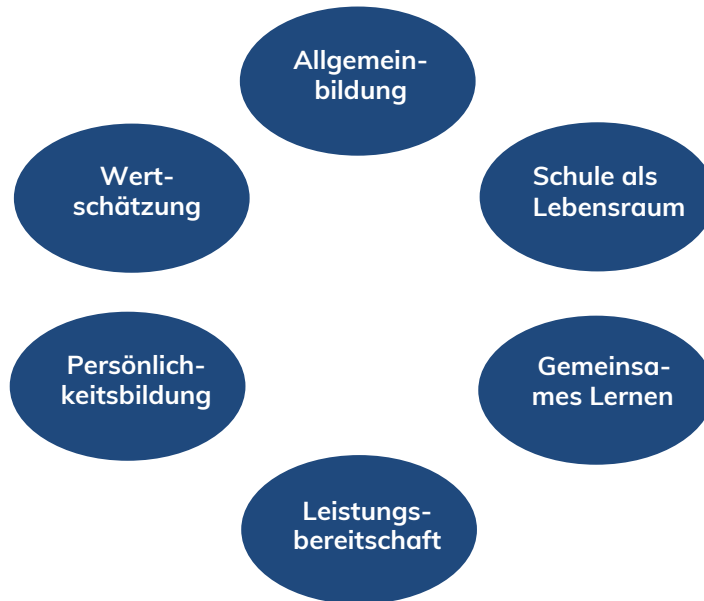 Allgemein-
bildung
Wert-
schätzung
Schule als
Lebensraum
Persönlich-
keitsbildung
Gemeinsa-
mes Lernen
Leistungs-
bereitschaft